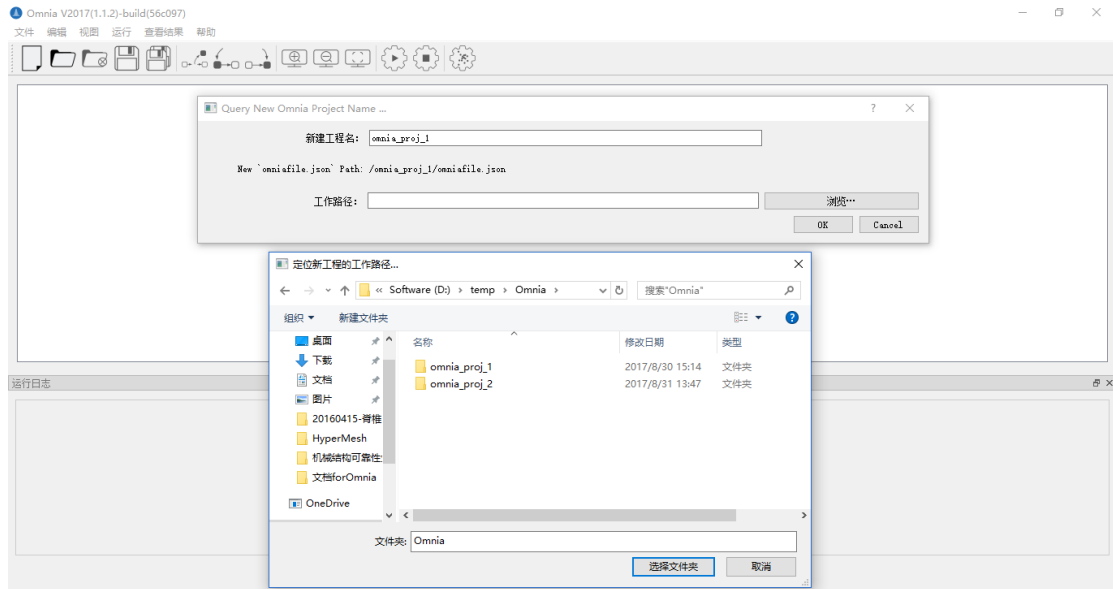 Omnia V2017(1.1.2)-build(56c097)
文件 编辑 视图 运行 查看结果 帮助
Query New Omnia Project Name ...
新建工程名: omnia_proj_1
New `omniafile.json` Path: /omnia_proj_1/omniafile.json
工作路径: 浏览…
OK Cancel
定位新工程的工作路径...
« Software (D:) › temp › Omnia › 搜索"Omnia"
组织 新建文件夹
名称 修改日期 类型
桌面
下载
文档
图片
20160415-脊椎
HyperMesh
机械结构可靠性
文档forOmnia
OneDrive
omnia_proj_1 2017/8/30 15:14 文件夹
omnia_proj_2 2017/8/31 13:47 文件夹
文件夹: Omnia
选择文件夹 取消
运行日志